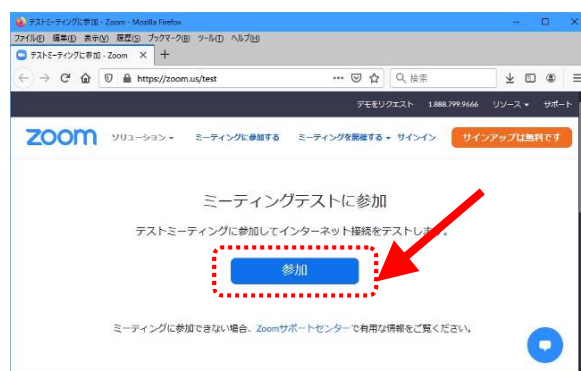 テストミーティングに参加 - Zoom - Mozilla Firefox
ファイル(F) 編集(E) 表示(V) 履歴(S) ブックマーク(B) ツール(T) ヘルプ(H)
テストミーティングに参加 - Zoom
https://zoom.us/test 検索
デモをリクエスト 1.888.799.9666 リソース サポート
zoom ソリューション ミーティングに参加する ミーティングを開催する サインイン サインアップは無料です
ミーティングテストに参加
テストミーティングに参加してインターネット接続をテストします。
参加
ミーティングに参加できない場合、Zoomサポートセンターで有用な情報をご覧ください。